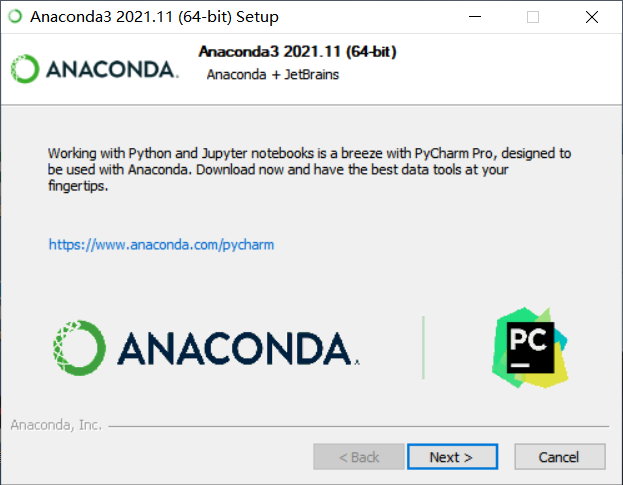 Anaconda3 2021.11 (64-bit) Setup
ANACONDA.
Anaconda3 2021.11 (64-bit)
Anaconda + JetBrains
Working with Python and Jupyter notebooks is a breeze with PyCharm Pro, designed to
be used with Anaconda. Download now and have the best data tools at your
fingertips.
https://www.anaconda.com/pycharm
ANACONDA.
PC
Anaconda, Inc.
< Back
Next >
Cancel